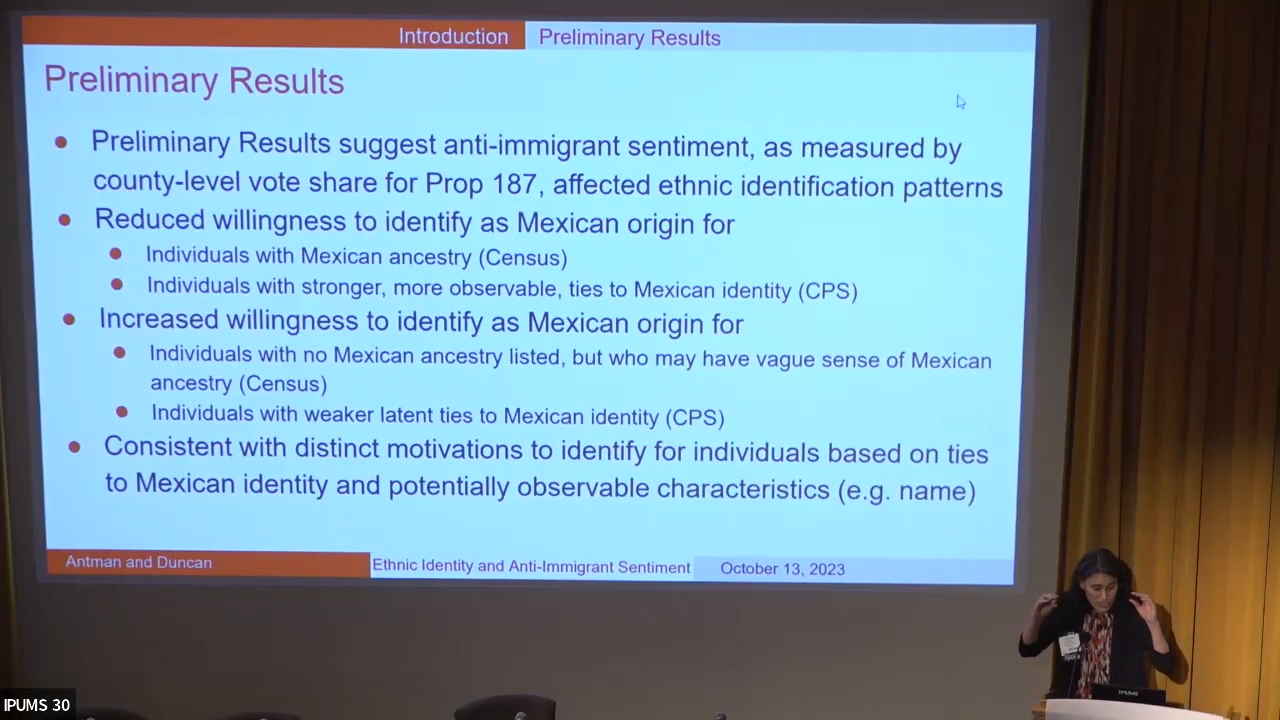 Introduction
Preliminary Results
Preliminary Results
Preliminary Results suggest anti-immigrant sentiment, as measured by
county-level vote share for Prop 187, affected ethnic identification patterns
Reduced willingness to identify as Mexican origin for
Individuals with Mexican ancestry (Census)
Individuals with stronger, more observable, ties to Mexican identity (CPS)
Increased willingness to identify as Mexican origin for
Individuals with no Mexican ancestry listed, but who may have vague sense of Mexican
ancestry (Census)
Individuals with weaker latent ties to Mexican identity (CPS)
Consistent with distinct motivations to identify for individuals based on ties
to Mexican identity and potentially observable characteristics (e.g. name)
Antman and Duncan
Ethnic Identity and Anti-Immigrant Sentiment
October 13, 2023
IPUMS
IPUMS 30